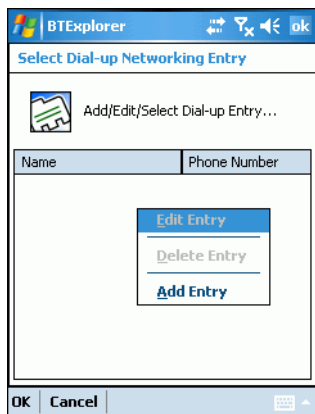 BTExplorer ok
Select Dial-up Networking Entry
Add/Edit/Select Dial-up Entry...
Name Phone Number
Edit Entry
Delete Entry
Add Entry
OK Cancel